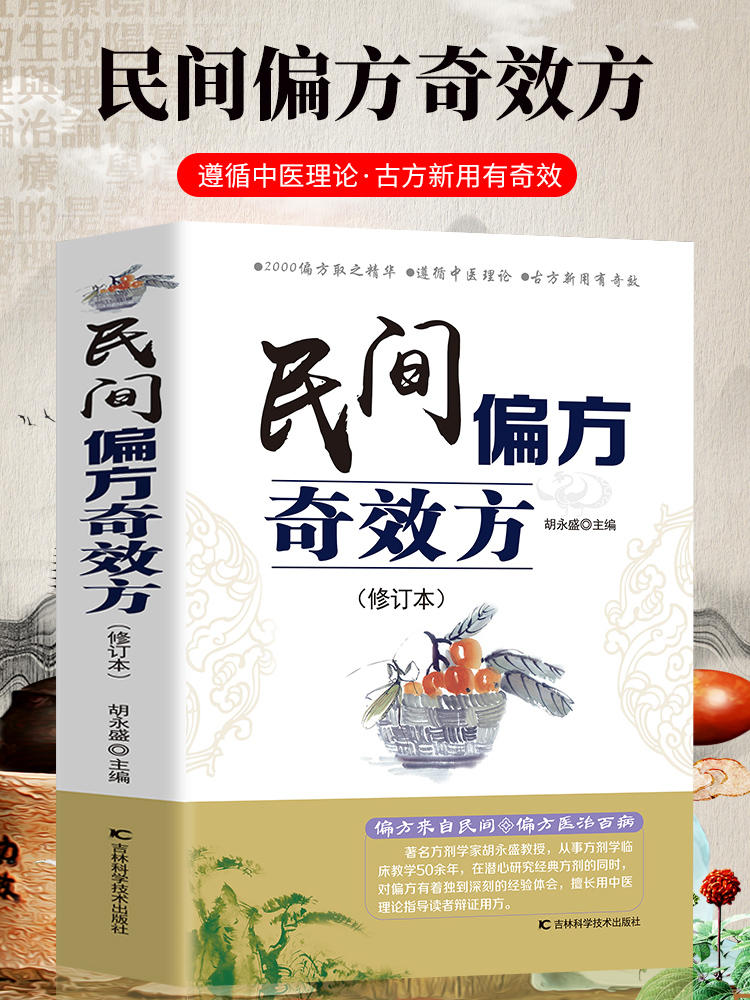 民间偏方奇效方
遵循中医理论·古方新用有奇效
●2000偏方取之精华 ●遵循中医理论 ●古方新用有奇效
民间
偏方
奇效方
胡永盛◎主编
(修订本)
偏方来自民间 偏方医治百病
著名方剂学家胡永盛教授,从事方剂学临
床教学50余年,在潜心研究经典方剂的同时,
对偏方有着独到深刻的经验体会,擅长用中医
理论指导读者辩证用方。
吉林科学技术出版社
民间
偏方奇效方
(修订本)
胡永盛◎主编
吉林科学技术出版社